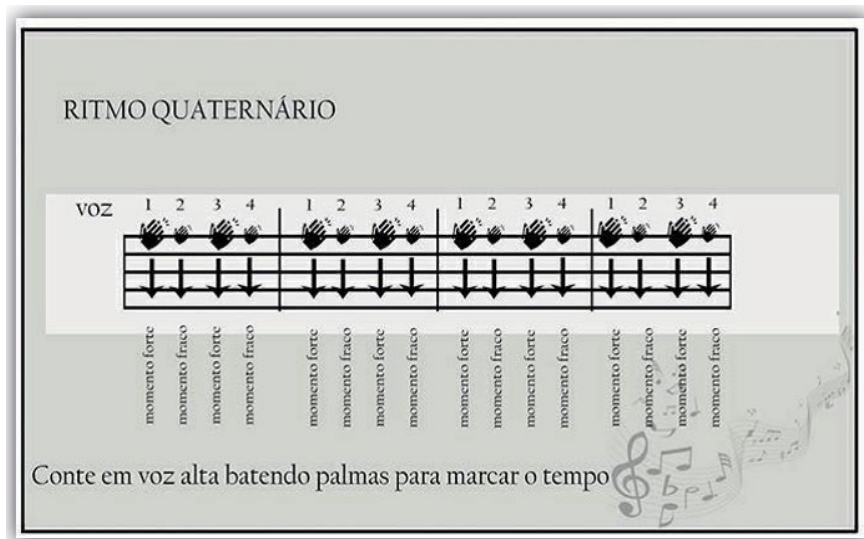 RITMO QUATERNÁRIO
voz 1 2 3 4 1 2 3 4 1 2 3 4 1 2 3 4
momento forte momento fraco momento forte momento fraco momento forte momento fraco momento forte momento fraco momento forte momento fraco momento forte momento fraco momento forte momento fraco momento forte momento fraco
Conte em voz alta batendo palmas para marcar o tempo